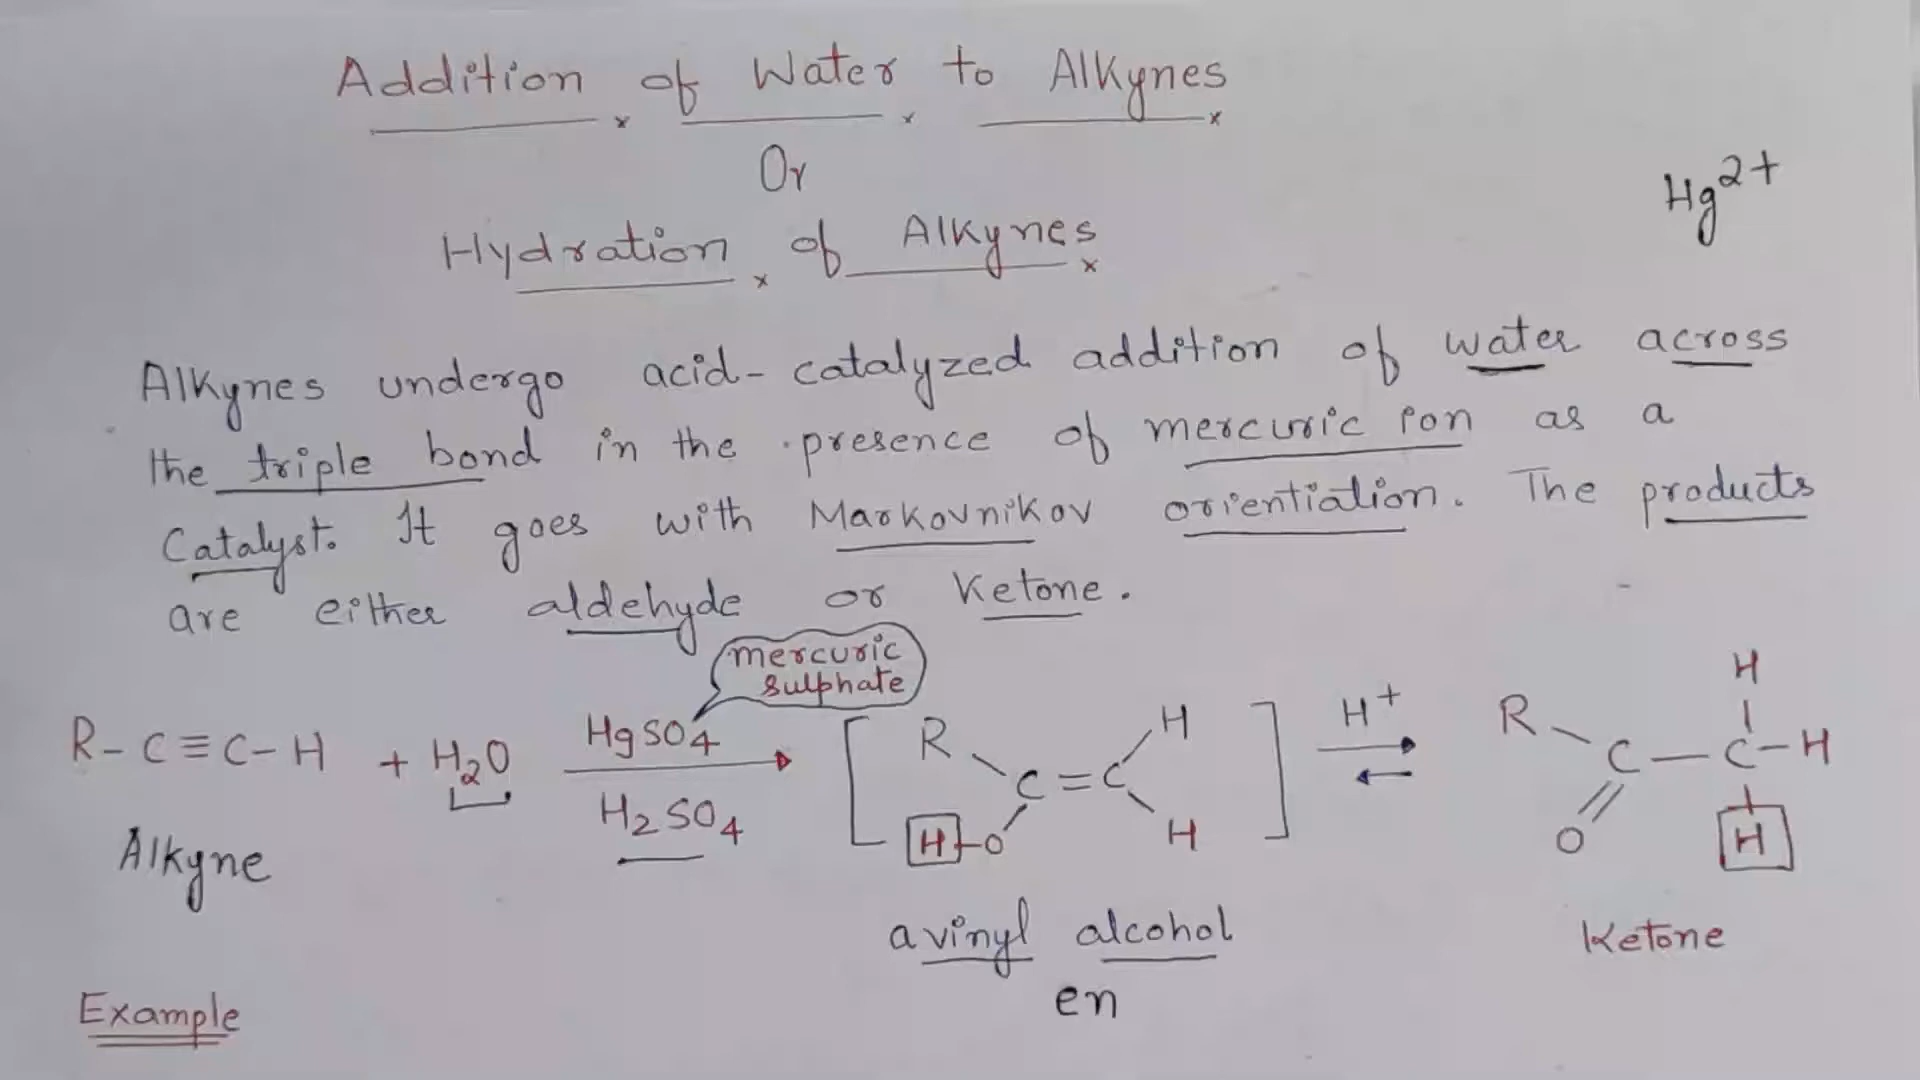 Addition of Water to Alkynes
Or
Hydration of Alkynes
Hg²⁺
Alkynes undergo acid-catalyzed addition of water across
the triple bond in the presence of mercuric ion as a
Catalyst. It goes with Markovnikov orientiation. The products
are either aldehyde or Ketone.
mercuric
sulphate
R-C≡C-H + H₂O HgSO₄
H₂SO₄
R H
C=C
H-O H
H⁺
R H
C-C-H
O H
Alkyne
a vinyl alcohol
en
Ketone
Example